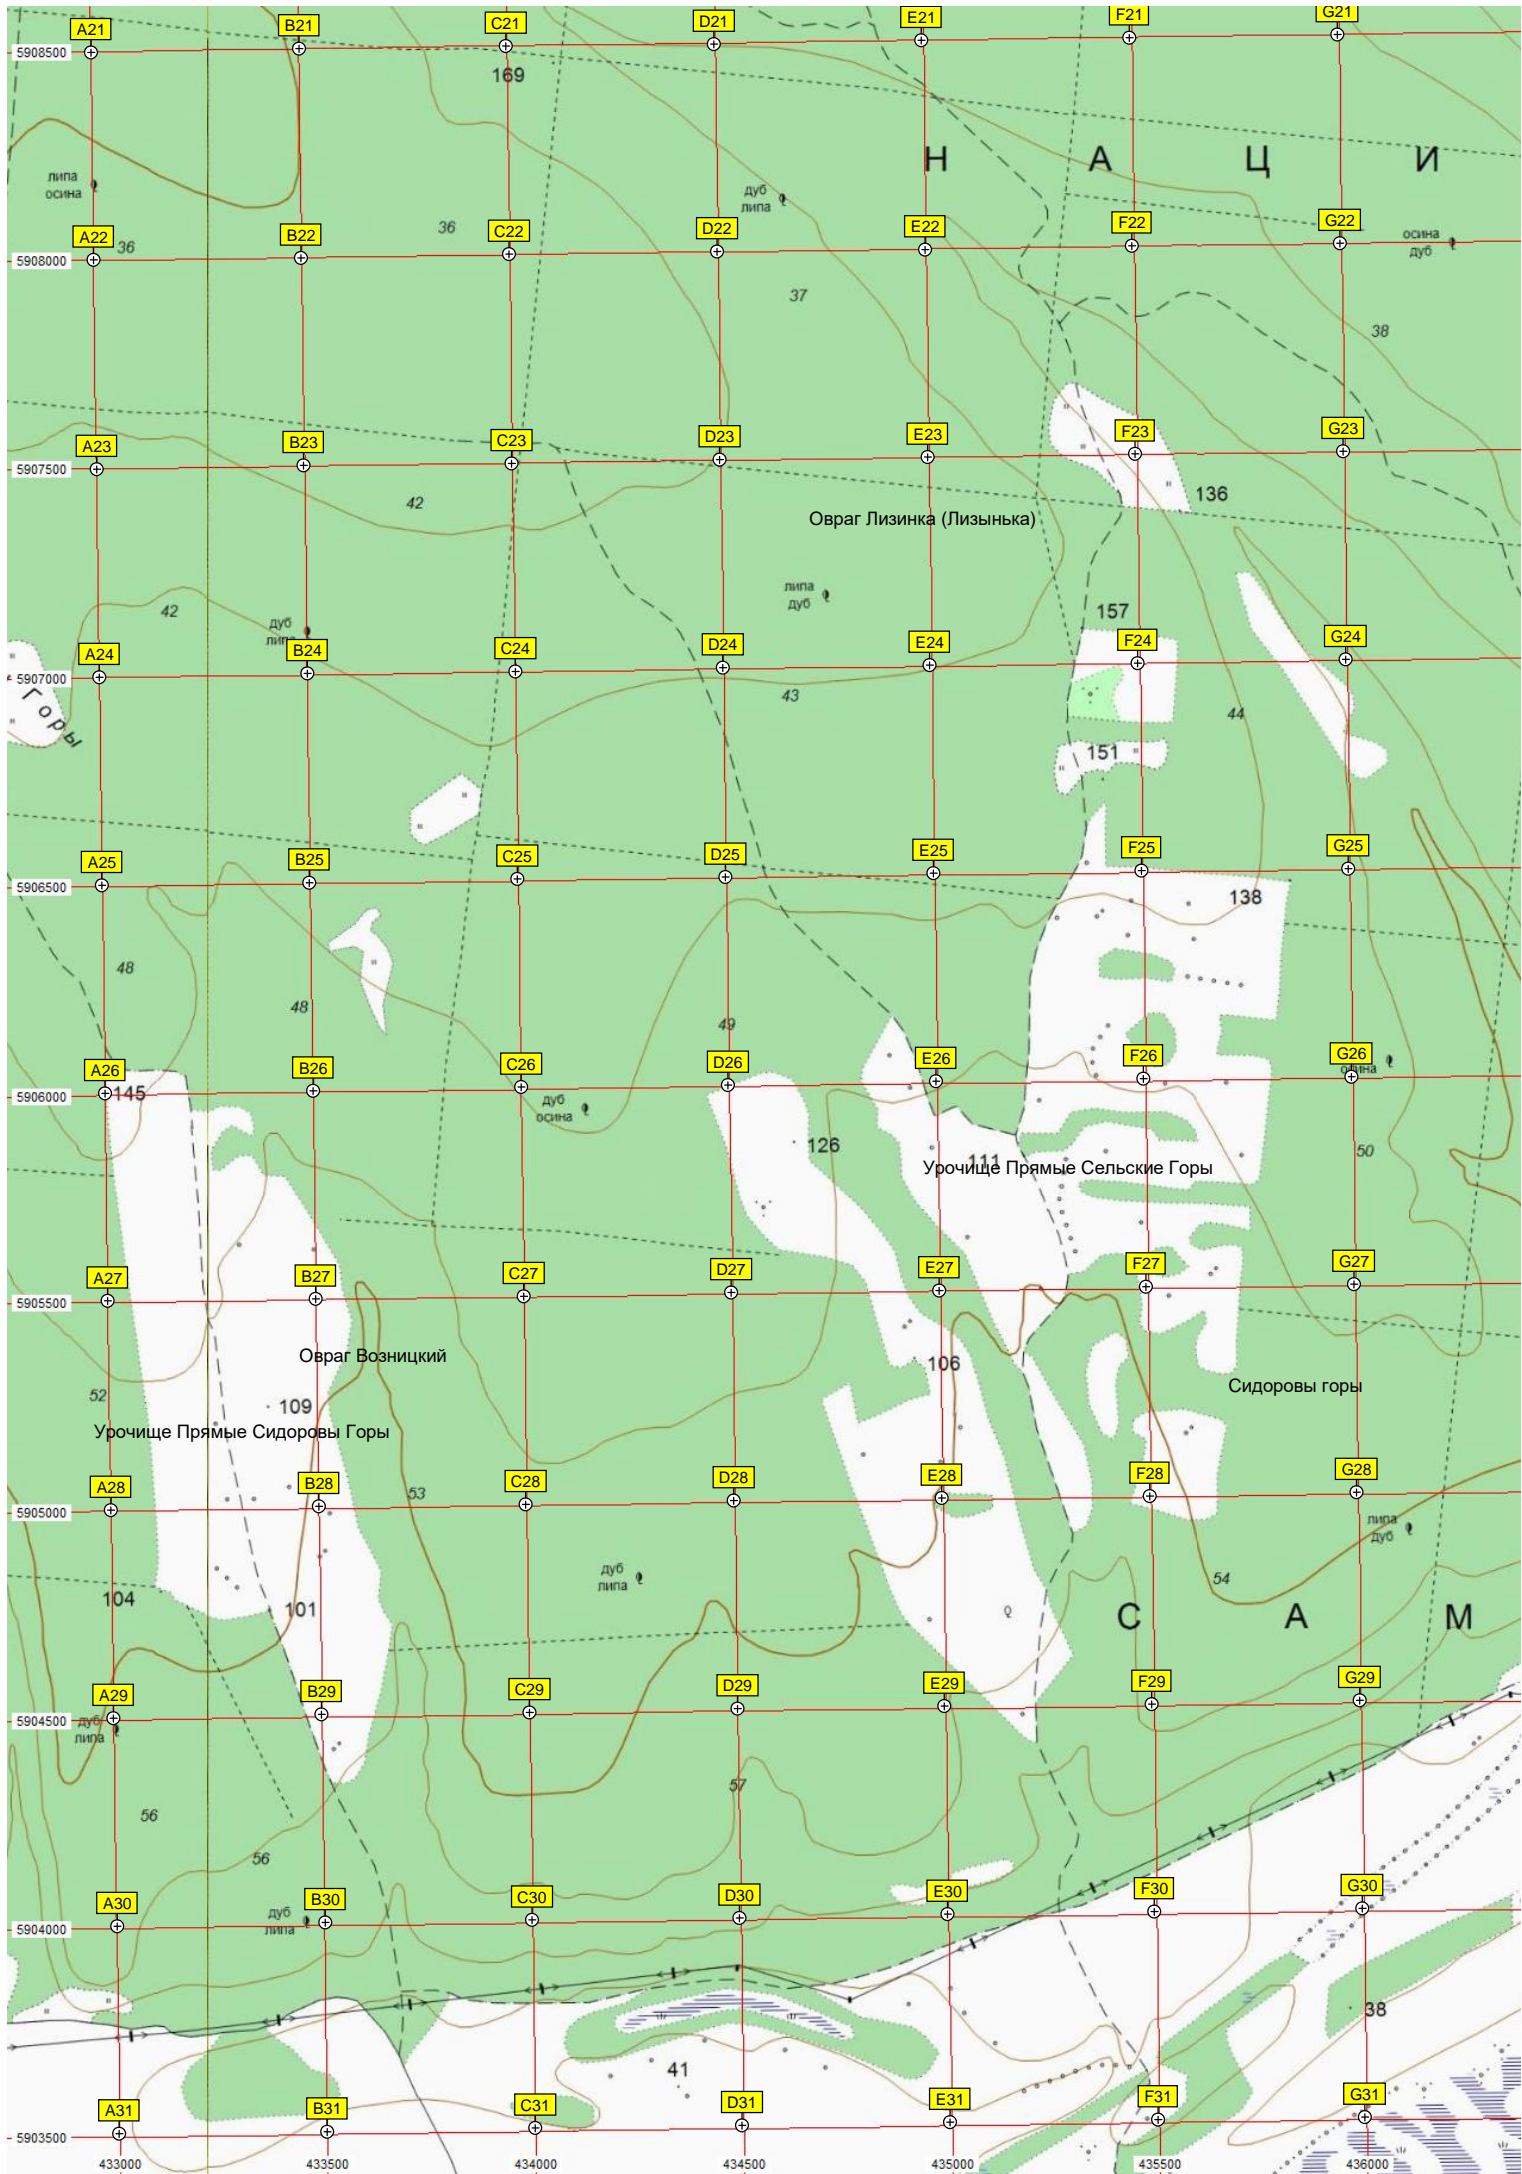 A21
B21
C21
D21
E21
F21
G21
5908500
169
Н А Ц И
липа
осина
дуб
липа
A22
36
B22
36
C22
D22
E22
F22
G22
осина
дуб
5908000
37
38
A23
B23
C23
D23
E23
F23
G23
5907500
42
136
Овраг Лизинка (Лизынька)
липа
дуб
42
157
дуб
липа
A24
B24
C24
D24
E24
F24
G24
5907000
Горы
43
44
151
A25
B25
C25
D25
E25
F25
G25
5906500
138
48
48
49
A26
B26
C26
D26
E26
F26
G26
осина
145
5906000
дуб
осина
126
111
50
Урочище Прямые Сельские Горы
A27
B27
C27
D27
E27
F27
G27
5905500
Овраг Возницкий
106
Сидоровы горы
52
109
Урочище Прямые Сидоровы Горы
A28
B28
C28
D28
E28
F28
G28
53
5905000
липа
дуб
дуб
липа
54
104
101
С А М
A29
B29
C29
D29
E29
F29
G29
5904500
дуб
липа
57
56
56
A30
B30
C30
D30
E30
F30
G30
дуб
липа
5904000
38
41
A31
B31
C31
D31
E31
F31
G31
5903500
433000 433500 434000 434500 435000 435500 436000